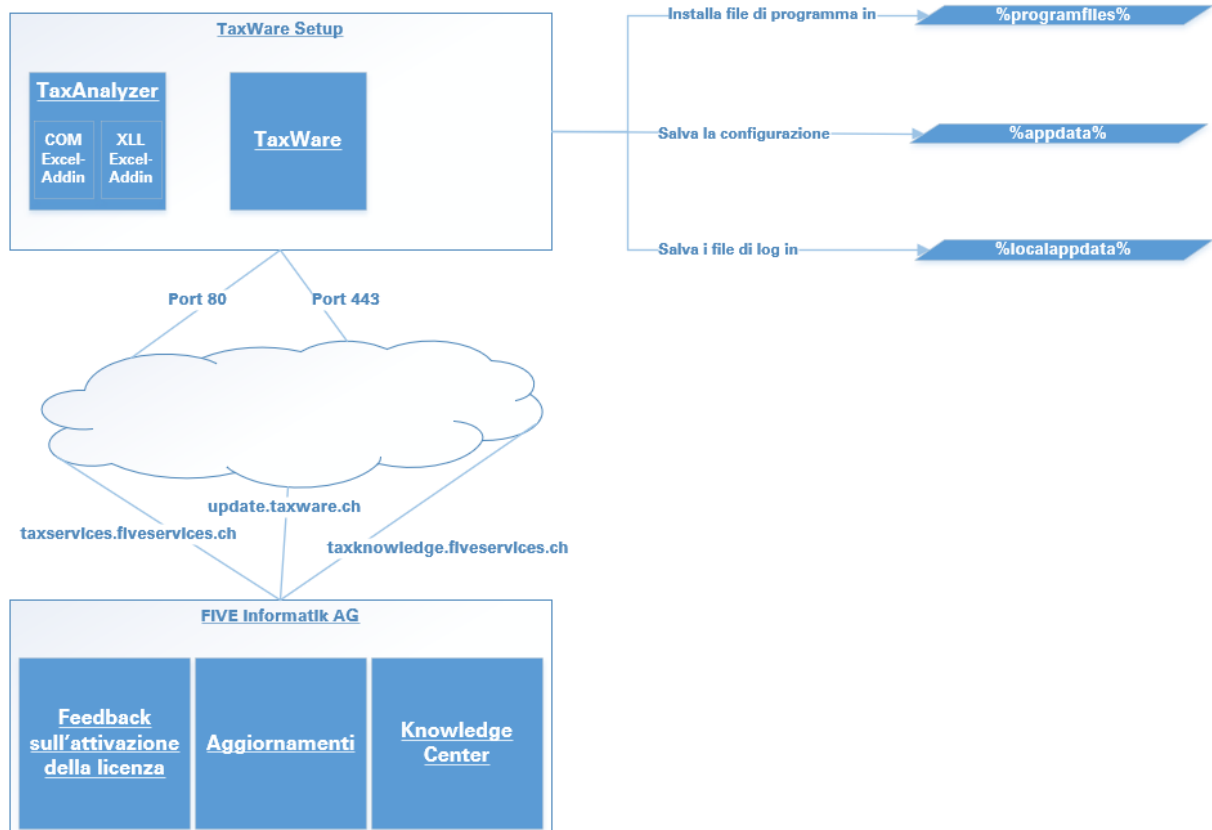 TaxWare Setup
TaxAnalyzer
COM
Excel-
Addin
XLL
Excel-
Addin
TaxWare
Installa file di programma in
%programfiles%
Salva la configurazione
%appdata%
Salva i file di log in
%localappdata%
Port 80
Port 443
update.taxware.ch
taxservices.fiveservices.ch
taxknowledge.fiveservices.ch
FIVE Informatik AG
Feedback
sull'attivazione
della licenza
Aggiornamenti
Knowledge
Center